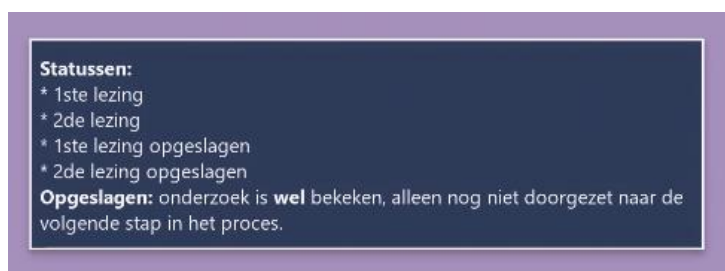 Statussen:
* 1ste lezing
* 2de lezing
* 1ste lezing opgeslagen
* 2de lezing opgeslagen
Opgeslagen: onderzoek is wel bekeken, alleen nog niet doorgezet naar de
volgende stap in het proces.